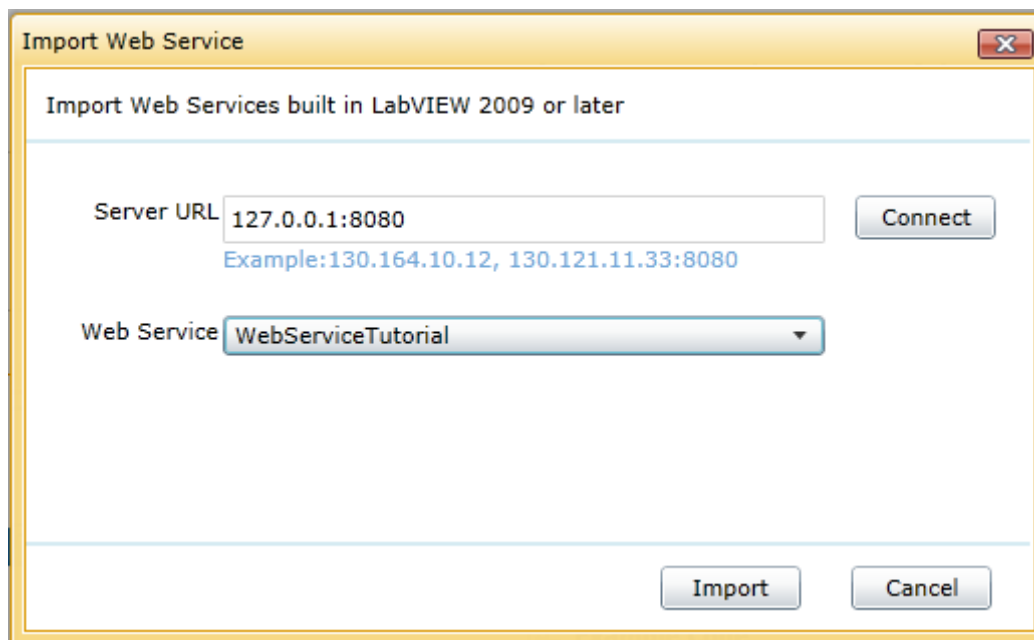 Import Web Service
Import Web Services built in LabVIEW 2009 or later
Server URL 127.0.0.1:8080 Connect
Example:130.164.10.12, 130.121.11.33:8080
Web Service WebServiceTutorial
Import Cancel